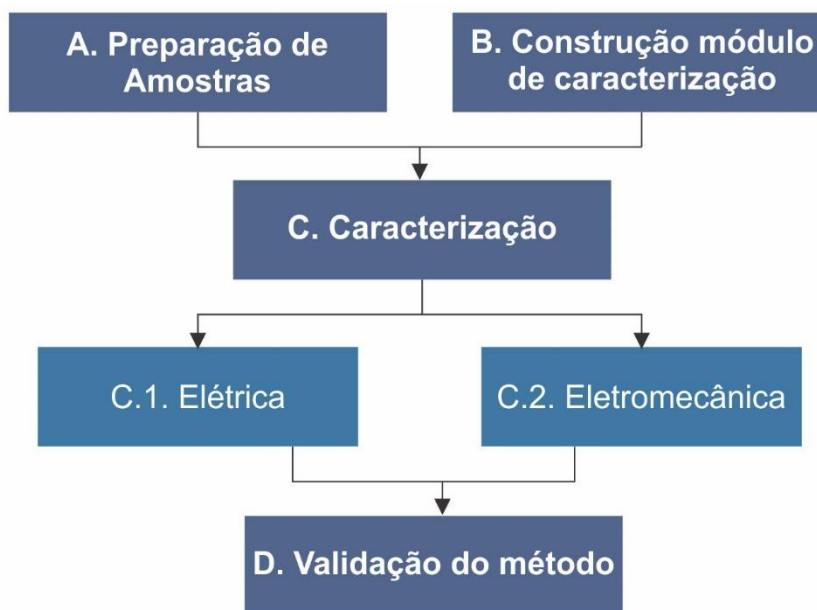 A. Preparação de
Amostras
B. Construção módulo
de caracterização
C. Caracterização
C.1. Elétrica
C.2. Eletromecânica
D. Validação do método